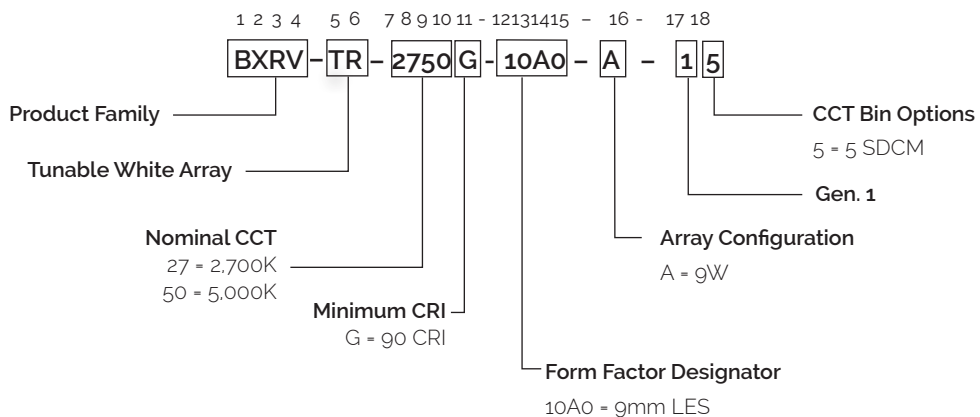 1 2 3 4 5 6 7 8 9 10 11 - 12131415 – 16 - 17 18
BXRV – TR – 2750 G - 10A0 – A – 1 5
Product Family
Tunable White Array
Nominal CCT
27 = 2,700K
50 = 5,000K
Minimum CRI
G = 90 CRI
Form Factor Designator
10A0 = 9mm LES
Array Configuration
A = 9W
Gen. 1
CCT Bin Options
5 = 5 SDCM